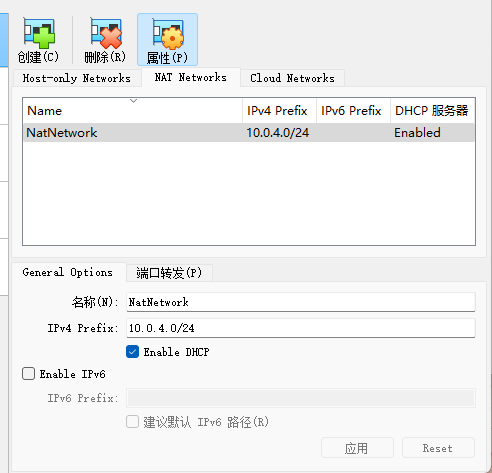 创建(C) 删除(R) 属性(P)
Host-only Networks NAT Networks Cloud Networks
Name IPv4 Prefix IPv6 Prefix DHCP 服务器
NatNetwork 10.0.4.0/24 Enabled
General Options 端口转发(P)
名称(N): NatNetwork
IPv4 Prefix: 10.0.4.0/24
Enable DHCP
Enable IPv6
IPv6 Prefix:
建议默认 IPv6 路径(R)
应用 Reset